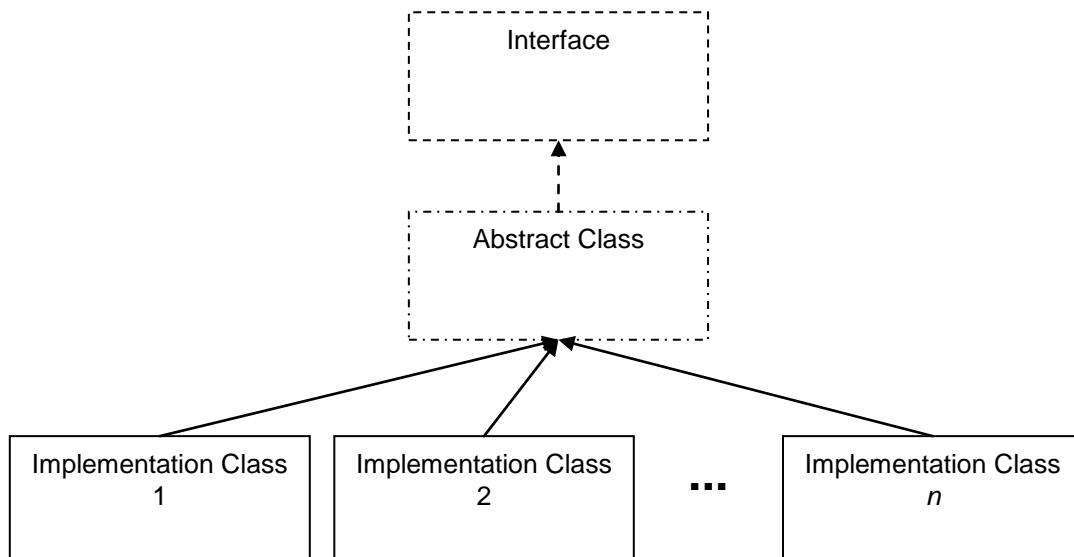 Interface
Abstract Class
Implementation Class
1
Implementation Class
2
...
Implementation Class
n